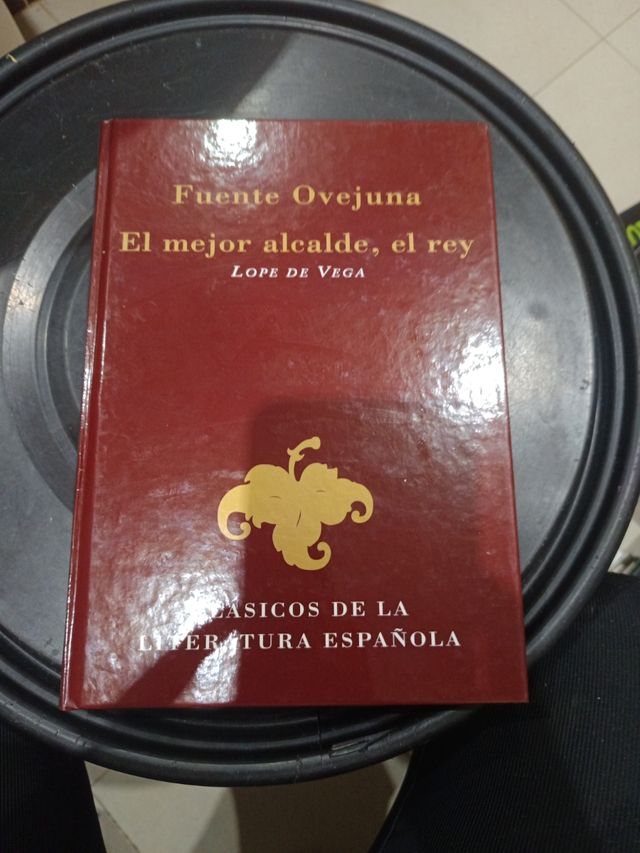 Fuente Ovejuna
El mejor alcalde, el rey
LOPE DE VEGA
CLÁSICOS DE LA
LITERATURA ESPAÑOLA